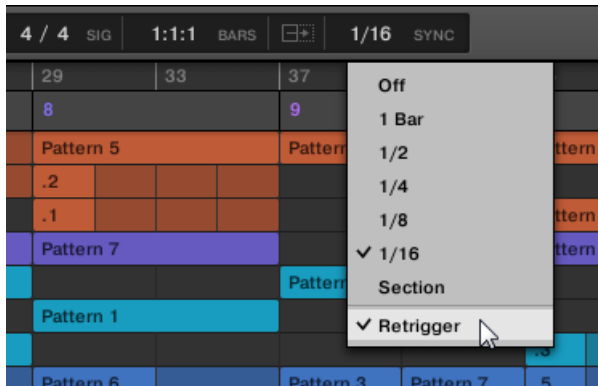 4 / 4 SIG 1:1:1 BARS 1/16 SYNC
29 33 37
8 9
Pattern 5 Pattern ttern
.2
.1 ttern
Pattern 7 ttern
Pattern
Pattern 1
.3
Pattern 6 Pattern 3 Pattern 7 .5
Off
1 Bar
1/2
1/4
1/8
✓ 1/16
Section
✓ Retrigger